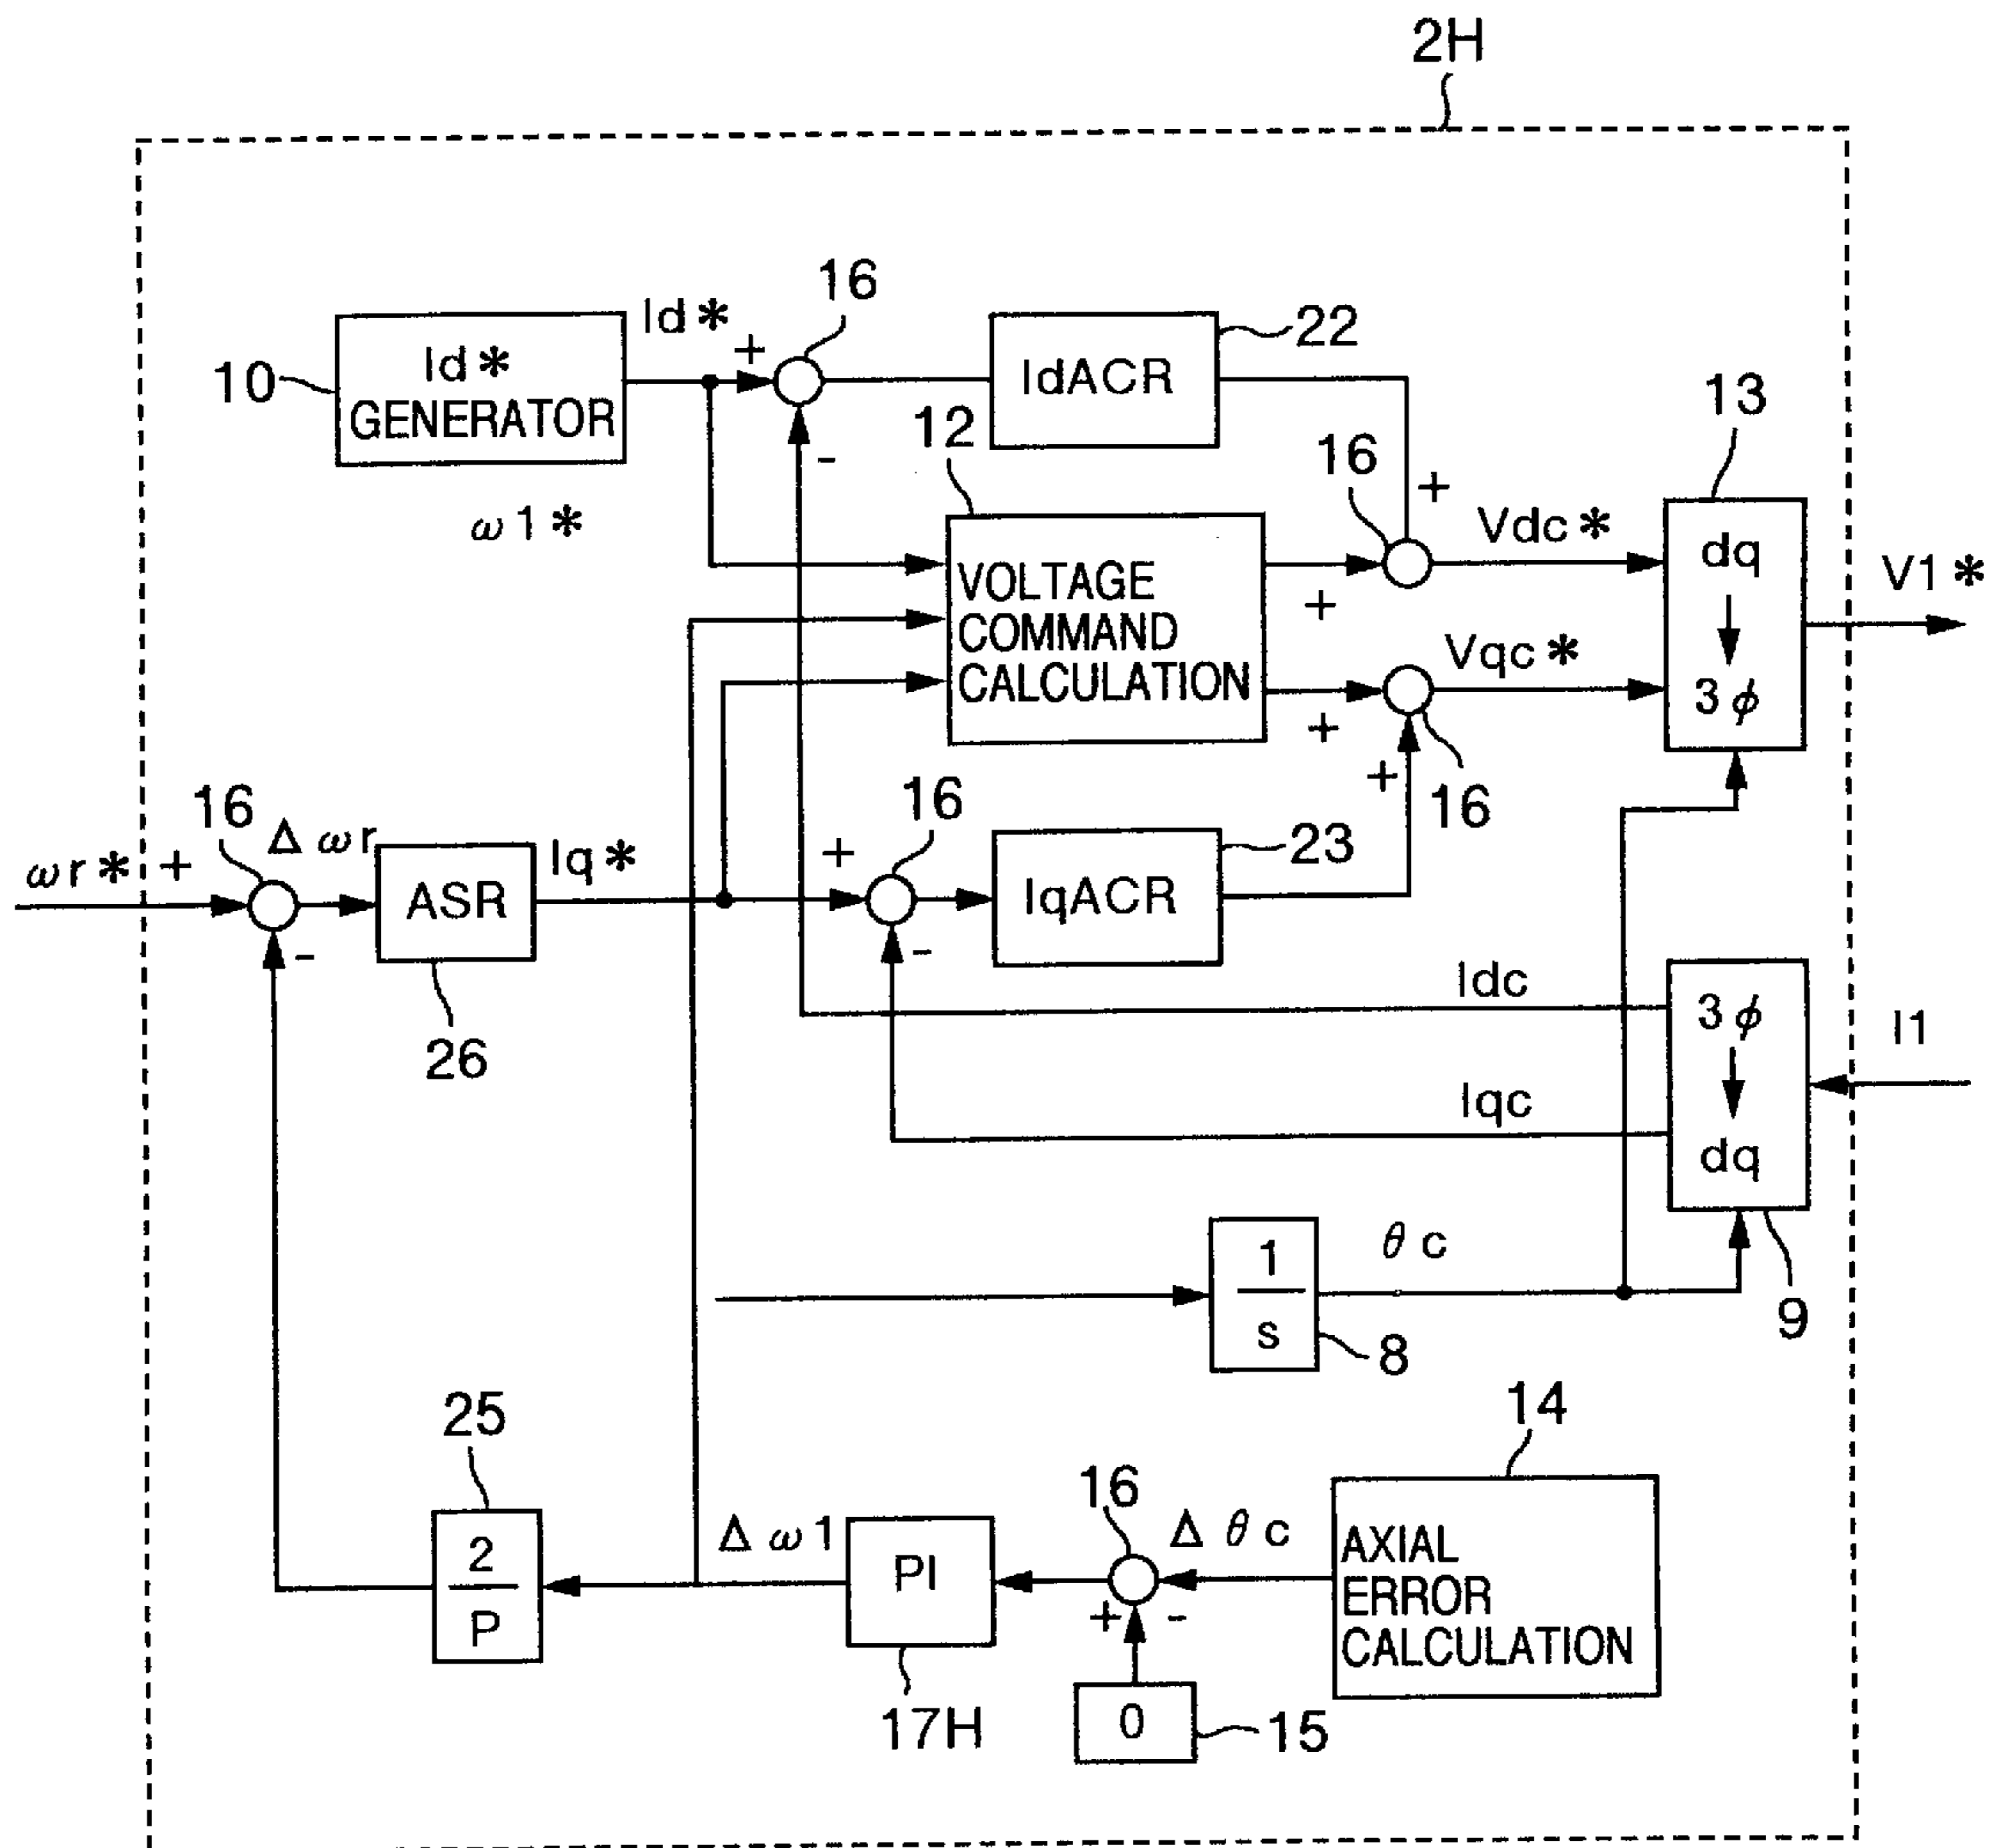 2H
16
Id*
+
10
Id*
GENERATOR
IdACR
22
-
12
16
+
13
ω1*
VOLTAGE
COMMAND
CALCULATION
+
Vdc*
dq
3φ
V1*
+
Vqc*
16
+
16
ωr*
+
Δωr
-
ASR
26
Iq*
+
16
-
IqACR
23
Idc
Iqc
3φ
dq
I1
9
1
s
θc
8
25
2
P
Δω1
PI
17H
16
Δθc
+
-
0
15
14
AXIAL
ERROR
CALCULATION